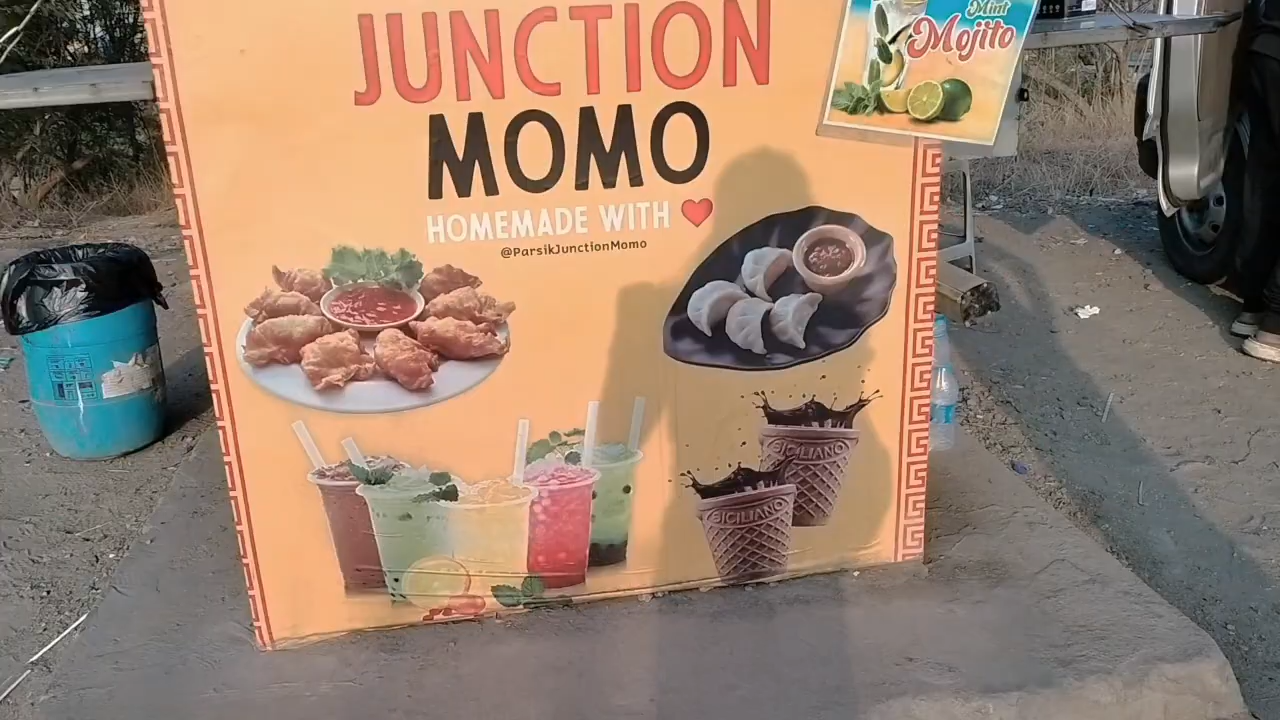 JUNCTION
MOMO
HOMEMADE WITH
@ParsikJunctionMomo
Mint
Mojito
SICILIANO
SICILIANO